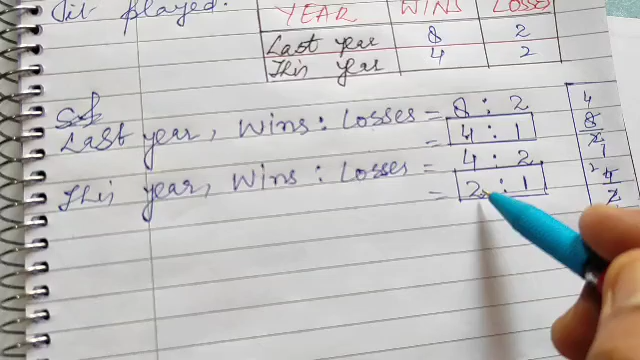 it played.
YEAR WINS LOSSES
Last year 8 2
This year 4 2
Sol
Last year, Wins : Losses = 8 : 2
= 4 : 1
This year, Wins : Losses = 4 : 2
= 2 : 1
4
8
2
1
2 4
2